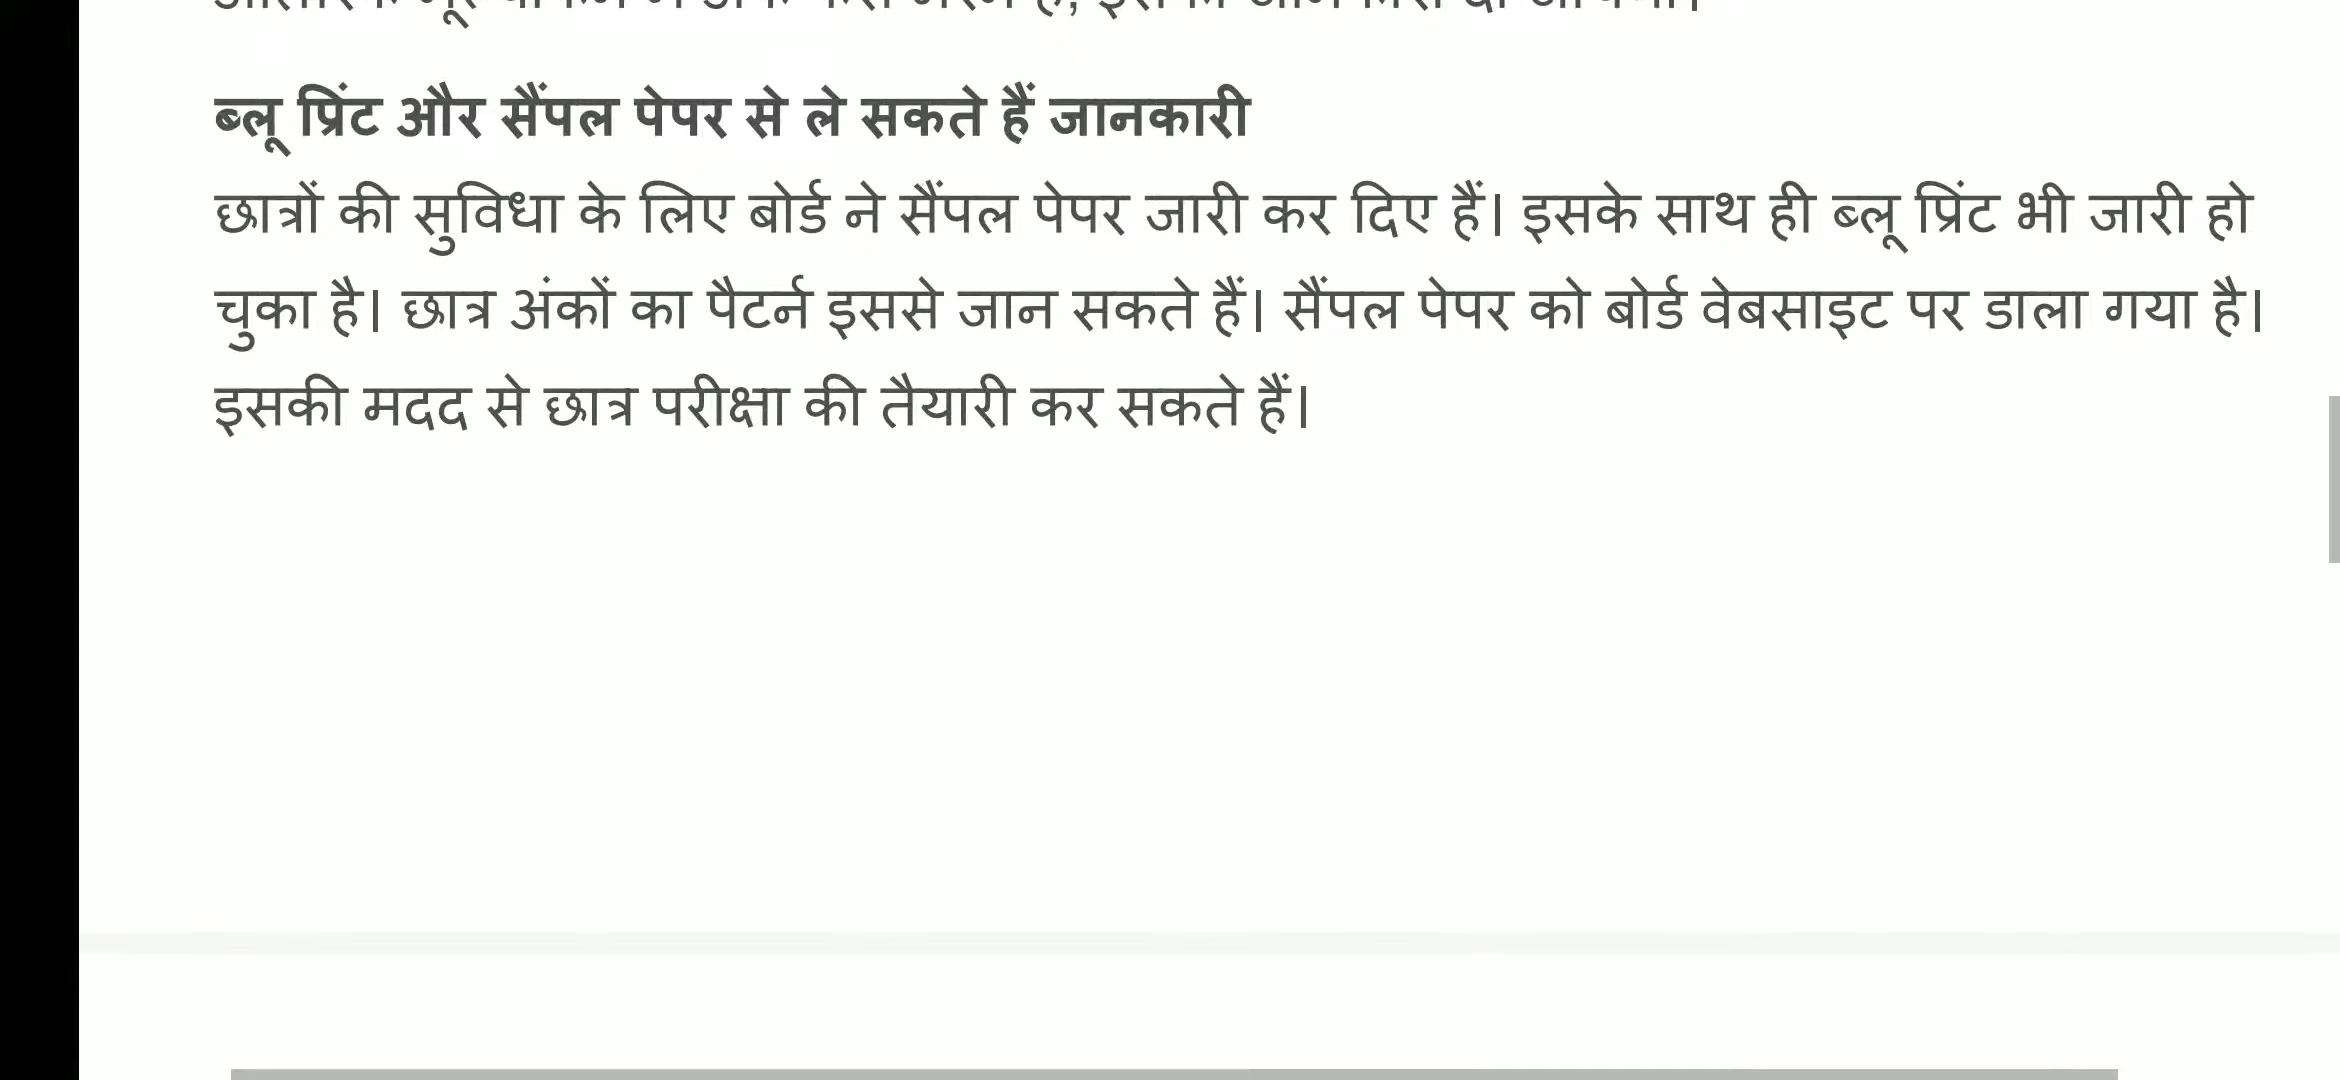 ब्लू प्रिंट और सैंपल पेपर से ले सकते हैं जानकारी
छात्रों की सुविधा के लिए बोर्ड ने सैंपल पेपर जारी कर दिए हैं। इसके साथ ही ब्लू प्रिंट भी जारी हो
चुका है। छात्र अंकों का पैटर्न इससे जान सकते हैं। सैंपल पेपर को बोर्ड वेबसाइट पर डाला गया है।
इसकी मदद से छात्र परीक्षा की तैयारी कर सकते हैं।